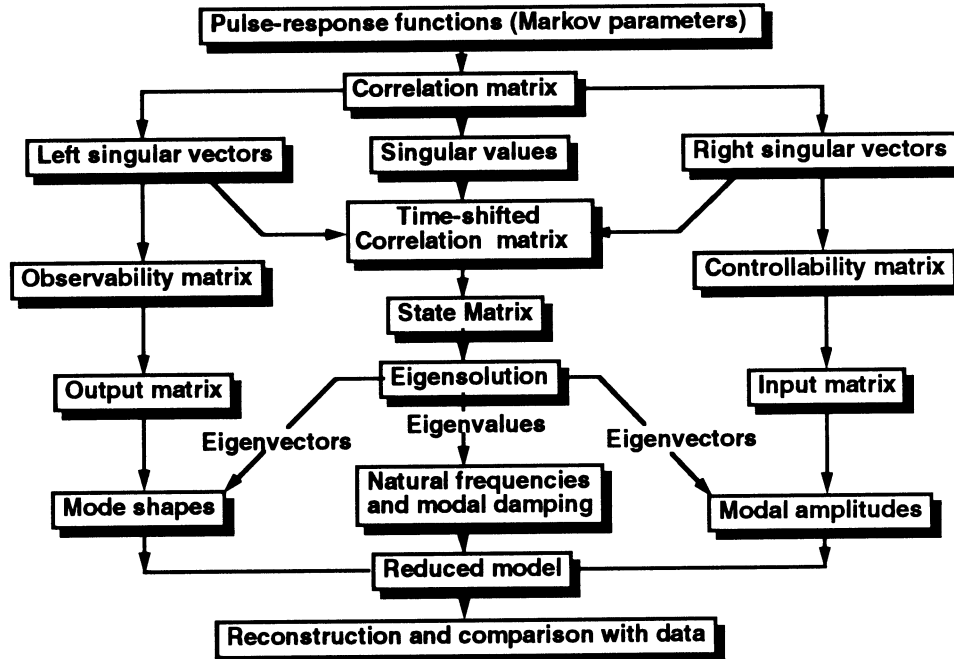 Pulse-response functions (Markov parameters)
Correlation matrix
Left singular vectors
Singular values
Right singular vectors
Time-shifted
Correlation matrix
Observability matrix
Controllability matrix
State Matrix
Output matrix
Eigensolution
Input matrix
Eigenvectors
Eigenvalues
Eigenvectors
Mode shapes
Natural frequencies
and modal damping
Modal amplitudes
Reduced model
Reconstruction and comparison with data